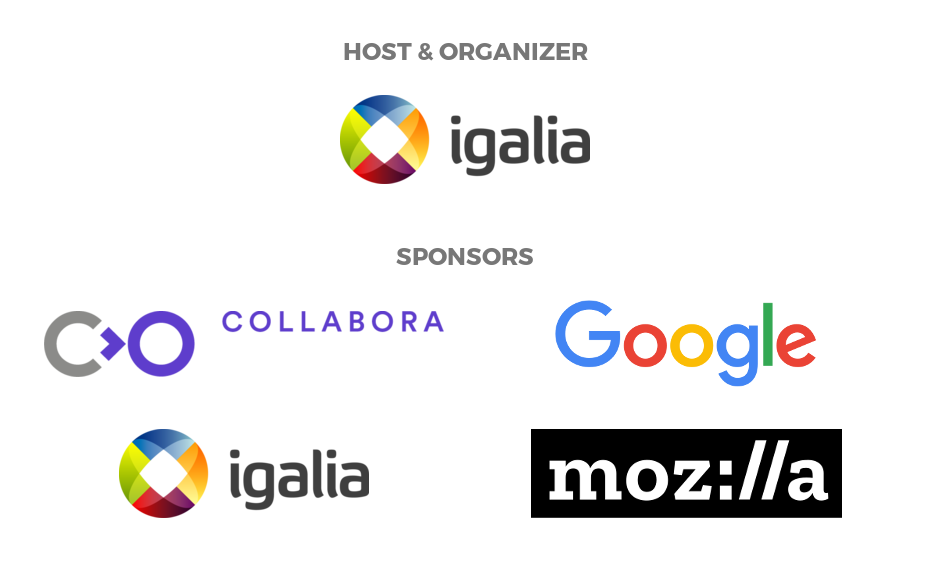 HOST & ORGANIZER
igalia
SPONSORS
COLLABORA
Google
igalia
moz://a